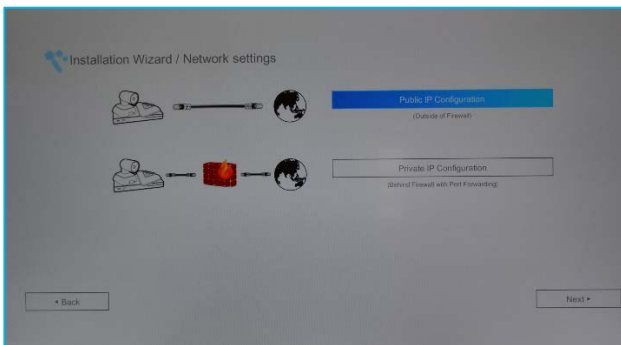 Installation Wizard / Network settings
Public IP Configuration
(Outside of Firewall)
Private IP Configuration
(Behind Firewall with Port Forwarding)
• Back
Next •